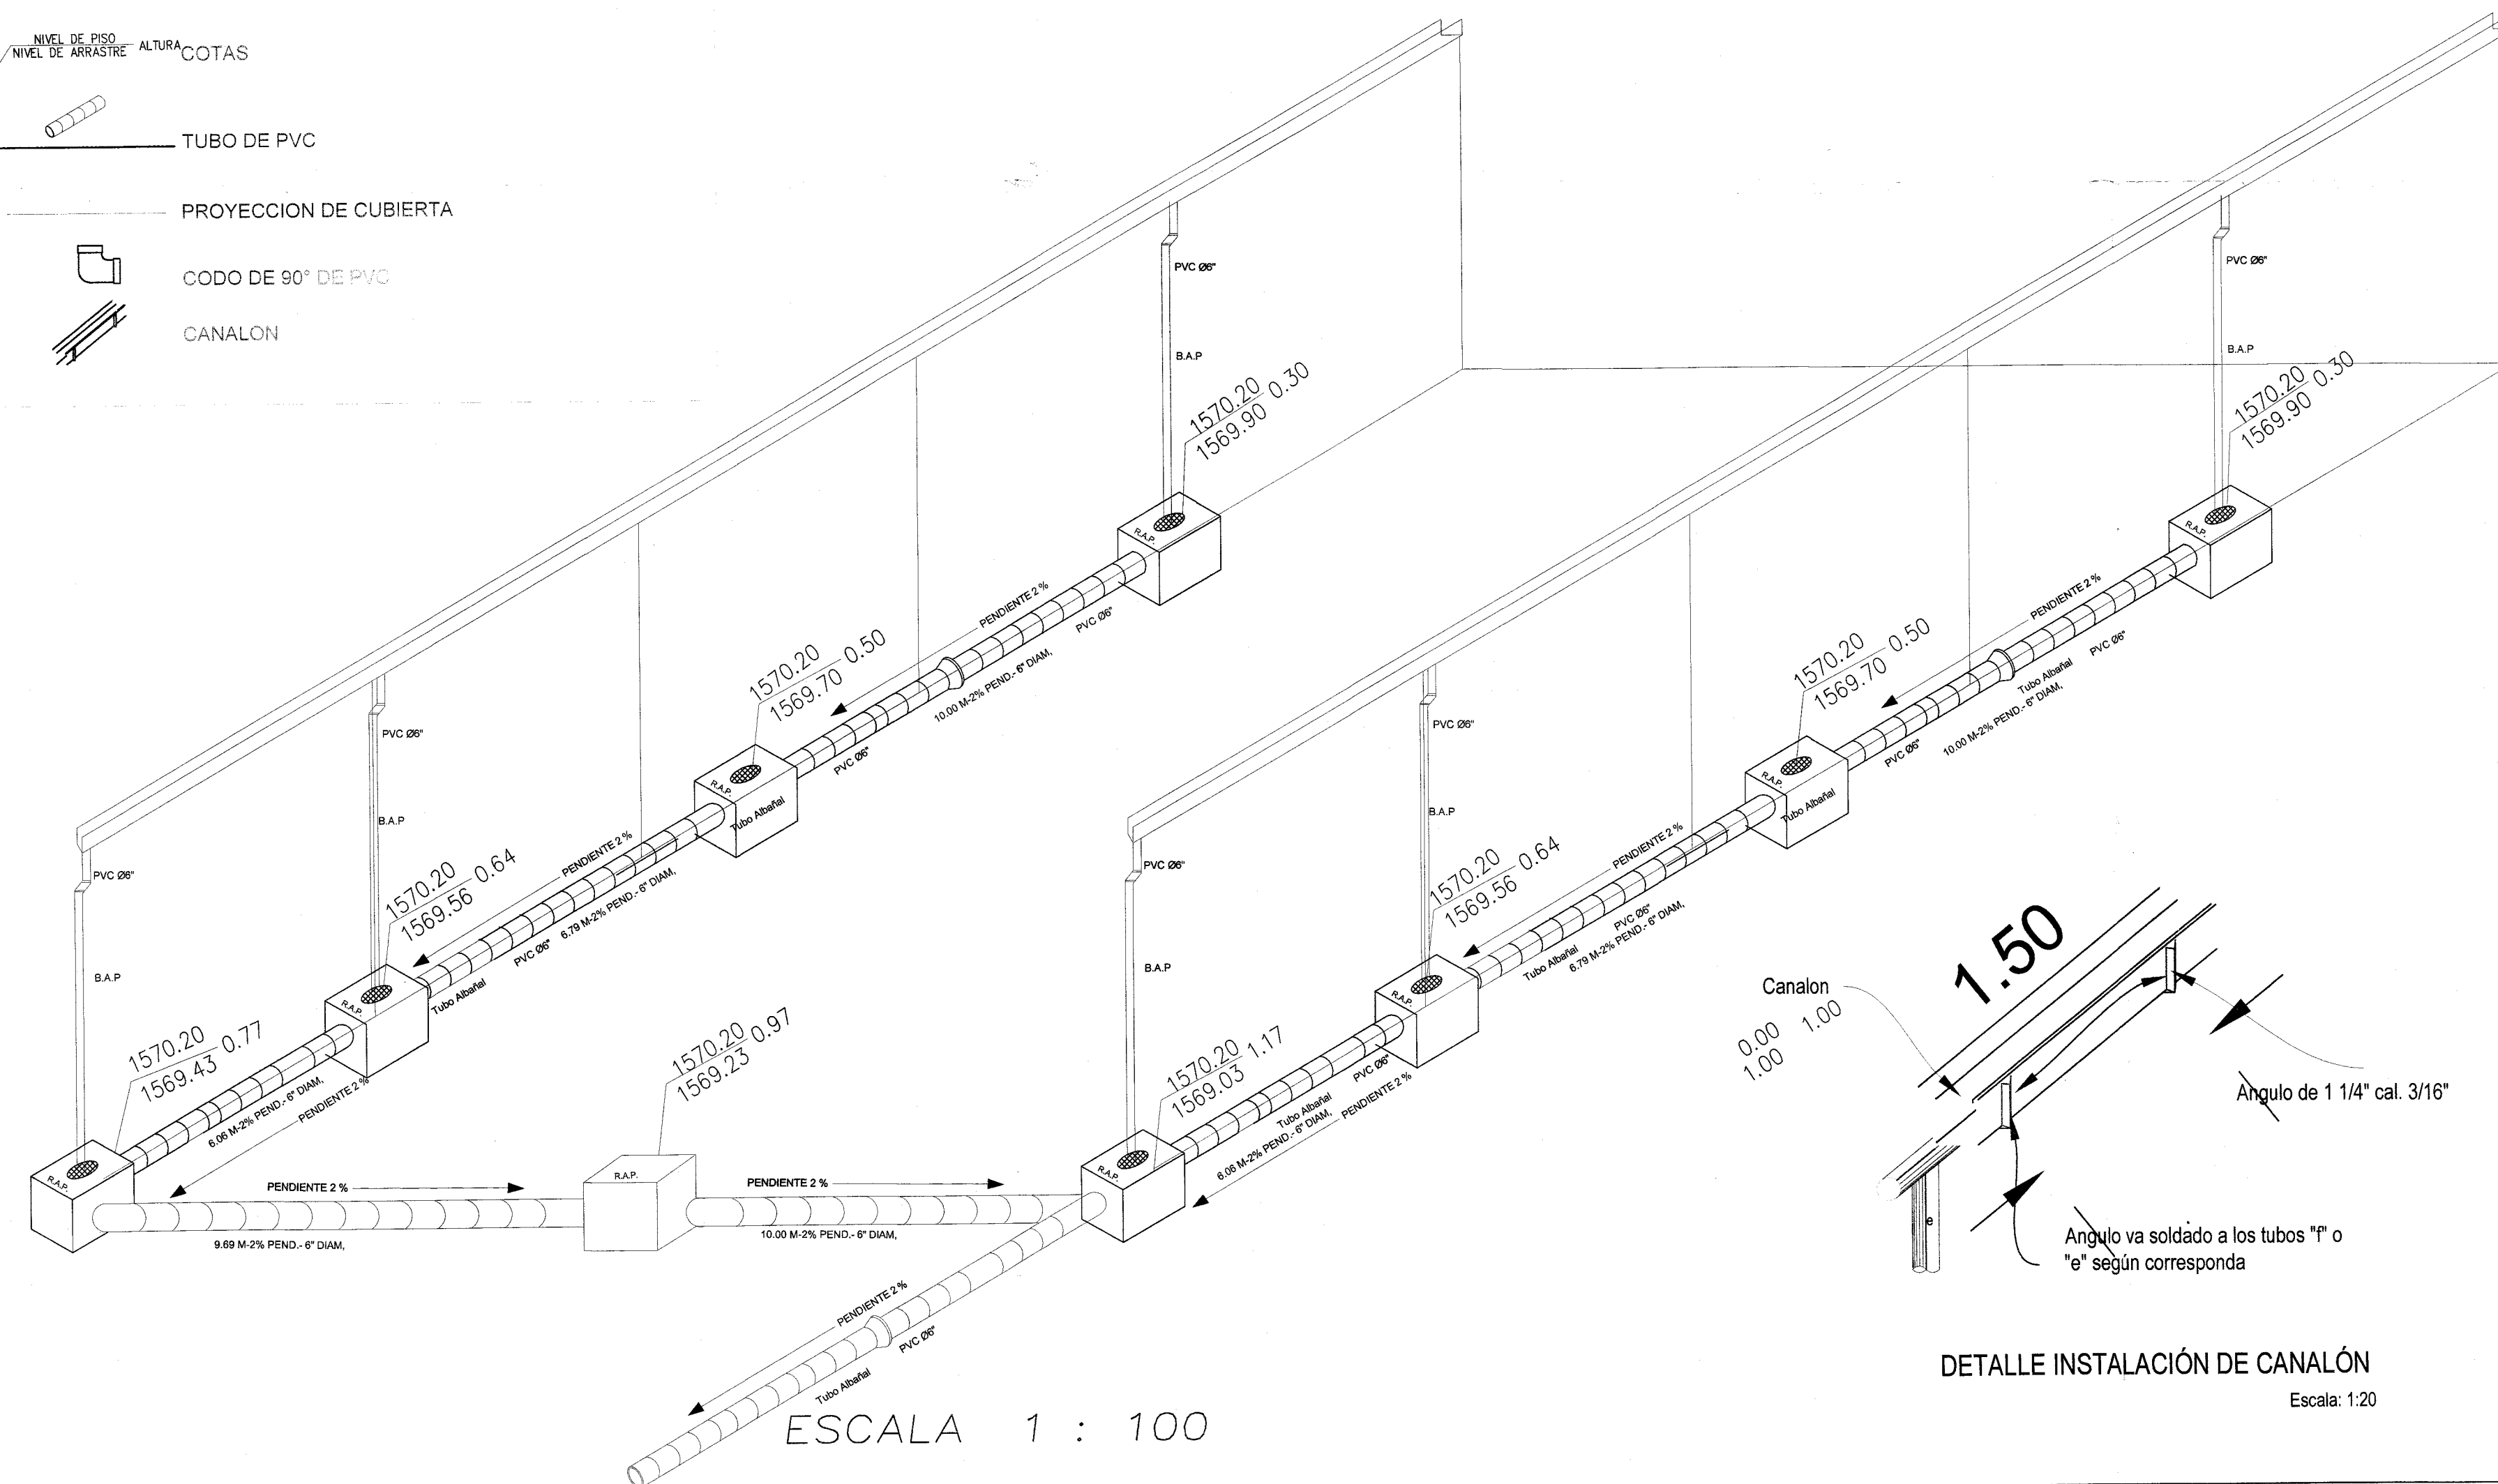 NIVEL DE PISO
NIVEL DE ARRASTRE
ALTURA
COTAS
TUBO DE PVC
PROYECCION DE CUBIERTA
CODO DE 90° DE PVC
CANALON
PVC Ø6"
B.A.P
1570.20
1569.90
0.30
R.A.P.
PENDIENTE 2 %
PVC Ø6"
10.00 M-2% PEND.- 6" DIAM,
PVC Ø6"
1570.20
1569.70
0.50
R.A.P.
Tubo Albañal
PENDIENTE 2 %
6.79 M-2% PEND.- 6" DIAM,
PVC Ø6"
Tubo Albañal
PVC Ø6"
B.A.P
1570.20
1569.56
0.64
R.A.P.
PVC Ø6"
B.A.P
1570.20
1569.43
0.77
6.06 M-2% PEND.- 6" DIAM,
PENDIENTE 2 %
R.A.P.
PENDIENTE 2 %
9.69 M-2% PEND.- 6" DIAM,
1570.20
1569.23
0.97
R.A.P.
PENDIENTE 2 %
10.00 M-2% PEND.- 6" DIAM,
PVC Ø6"
B.A.P
1570.20
1569.90
0.30
R.A.P.
PENDIENTE 2 %
PVC Ø6"
Tubo Albañal
10.00 M-2% PEND.- 6" DIAM,
PVC Ø6"
1570.20
1569.70
0.50
R.A.P.
Tubo Albañal
PENDIENTE 2 %
PVC Ø6"
6.79 M-2% PEND.- 6" DIAM,
Tubo Albañal
PVC Ø6"
B.A.P
1570.20
1569.56
0.64
R.A.P.
PVC Ø6"
B.A.P
1570.20
1569.03
1.17
PVC Ø6"
Tubo Albañal
6.06 M-2% PEND.- 6" DIAM,
PENDIENTE 2 %
R.A.P.
PENDIENTE 2 %
PVC Ø6"
Tubo Albañal
ESCALA 1 : 100
1.50
Canalon
0.00
1.00
1.00
Angulo de 1 1/4" cal. 3/16"
e
Angulo va soldado a los tubos "f" o
"e" según corresponda
DETALLE INSTALACIÓN DE CANALÓN
Escala: 1:20